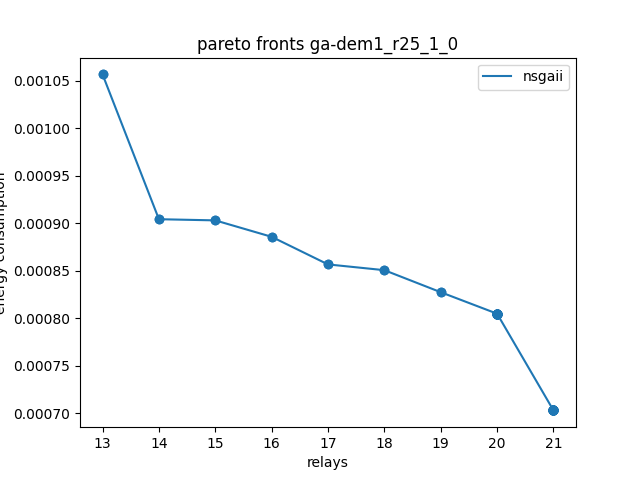 pareto fronts ga-dem1_r25_1_0
nsgaii
0.00105
0.00100
0.00095
0.00090
0.00085
0.00080
0.00075
0.00070
energy consumption
13 14 15 16 17 18 19 20 21
relays